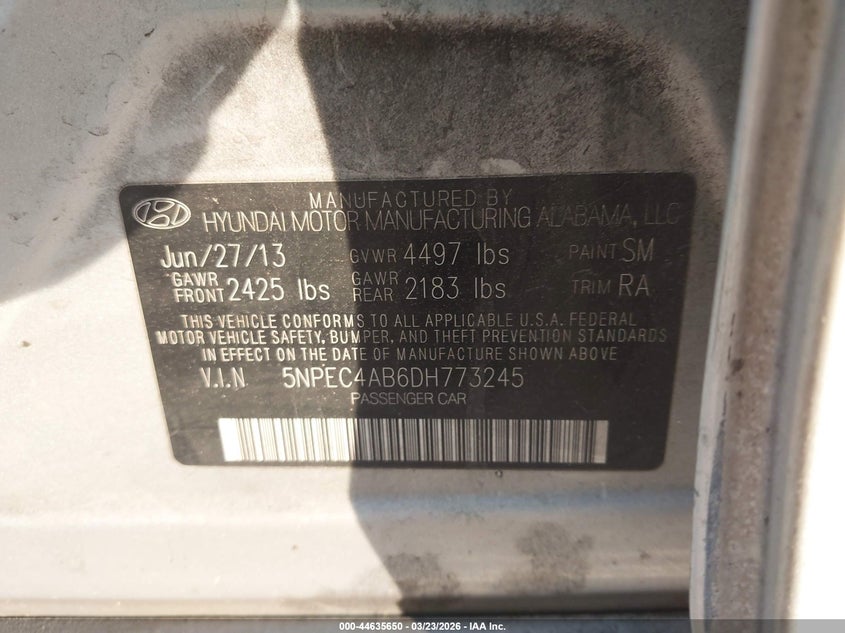 MANUFACTURED BY
HYUNDAI MOTOR MANUFACTURING ALABAMA, LLC
Jun/27/13 GVWR 4497 lbs PAINT SM
GAWR FRONT 2425 lbs GAWR REAR 2183 lbs TRIM RA
THIS VEHICLE CONFORMS TO ALL APPLICABLE U.S.A. FEDERAL
MOTOR VEHICLE SAFETY, BUMPER, AND THEFT PREVENTION STANDARDS
IN EFFECT ON THE DATE OF MANUFACTURE SHOWN ABOVE
V.I.N 5NPEC4AB6DH773245
PASSENGER CAR
000-44635650 - 03/23/2026 - IAA Inc.